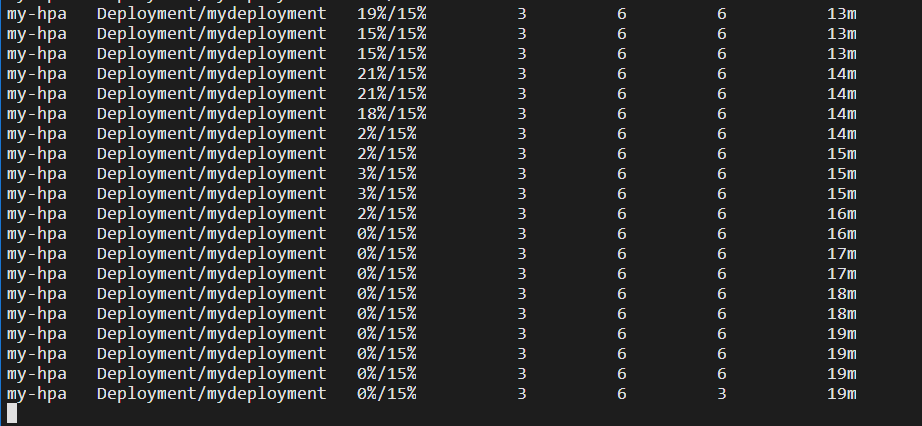 my-hpa Deployment/mydeployment 19%/15% 3 6 6 13m
my-hpa Deployment/mydeployment 15%/15% 3 6 6 13m
my-hpa Deployment/mydeployment 15%/15% 3 6 6 13m
my-hpa Deployment/mydeployment 21%/15% 3 6 6 14m
my-hpa Deployment/mydeployment 21%/15% 3 6 6 14m
my-hpa Deployment/mydeployment 18%/15% 3 6 6 14m
my-hpa Deployment/mydeployment 2%/15% 3 6 6 14m
my-hpa Deployment/mydeployment 2%/15% 3 6 6 15m
my-hpa Deployment/mydeployment 3%/15% 3 6 6 15m
my-hpa Deployment/mydeployment 3%/15% 3 6 6 15m
my-hpa Deployment/mydeployment 2%/15% 3 6 6 16m
my-hpa Deployment/mydeployment 0%/15% 3 6 6 16m
my-hpa Deployment/mydeployment 0%/15% 3 6 6 17m
my-hpa Deployment/mydeployment 0%/15% 3 6 6 17m
my-hpa Deployment/mydeployment 0%/15% 3 6 6 18m
my-hpa Deployment/mydeployment 0%/15% 3 6 6 18m
my-hpa Deployment/mydeployment 0%/15% 3 6 6 19m
my-hpa Deployment/mydeployment 0%/15% 3 6 6 19m
my-hpa Deployment/mydeployment 0%/15% 3 6 6 19m
my-hpa Deployment/mydeployment 0%/15% 3 6 3 19m